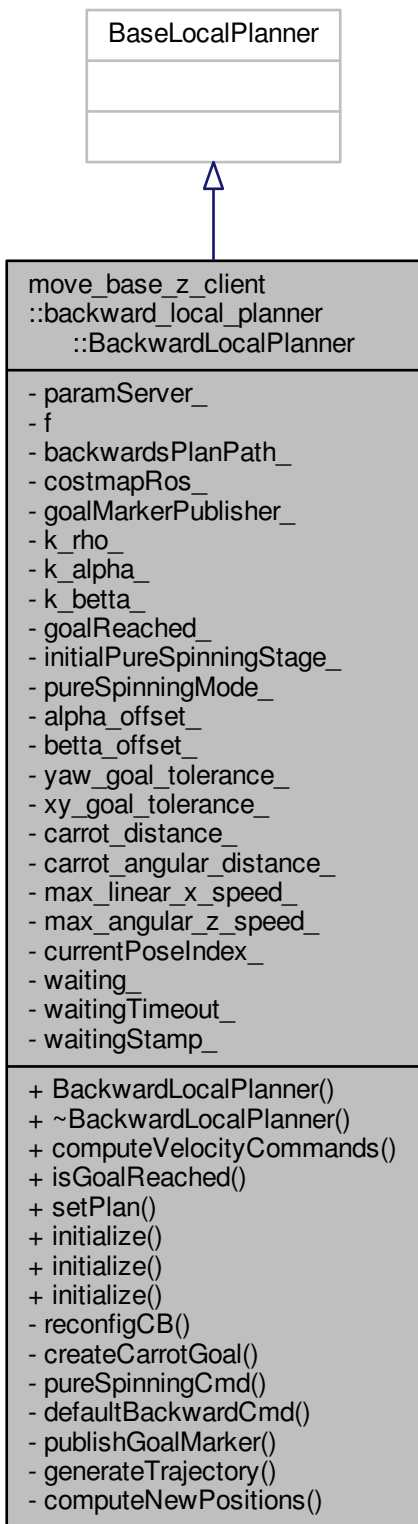 BaseLocalPlanner
move_base_z_client
::backward_local_planner
::BackwardLocalPlanner
- paramServer_
- f
- backwardsPlanPath_
- costmapRos_
- goalMarkerPublisher_
- k_rho_
- k_alpha_
- k_betta_
- goalReached_
- initialPureSpinningStage_
- pureSpinningMode_
- alpha_offset_
- betta_offset_
- yaw_goal_tolerance_
- xy_goal_tolerance_
- carrot_distance_
- carrot_angular_distance_
- max_linear_x_speed_
- max_angular_z_speed_
- currentPoseIndex_
- waiting_
- waitingTimeout_
- waitingStamp_
+ BackwardLocalPlanner()
+ ~BackwardLocalPlanner()
+ computeVelocityCommands()
+ isGoalReached()
+ setPlan()
+ initialize()
+ initialize()
+ initialize()
- reconfigCB()
- createCarrotGoal()
- pureSpinningCmd()
- defaultBackwardCmd()
- publishGoalMarker()
- generateTrajectory()
- computeNewPositions()